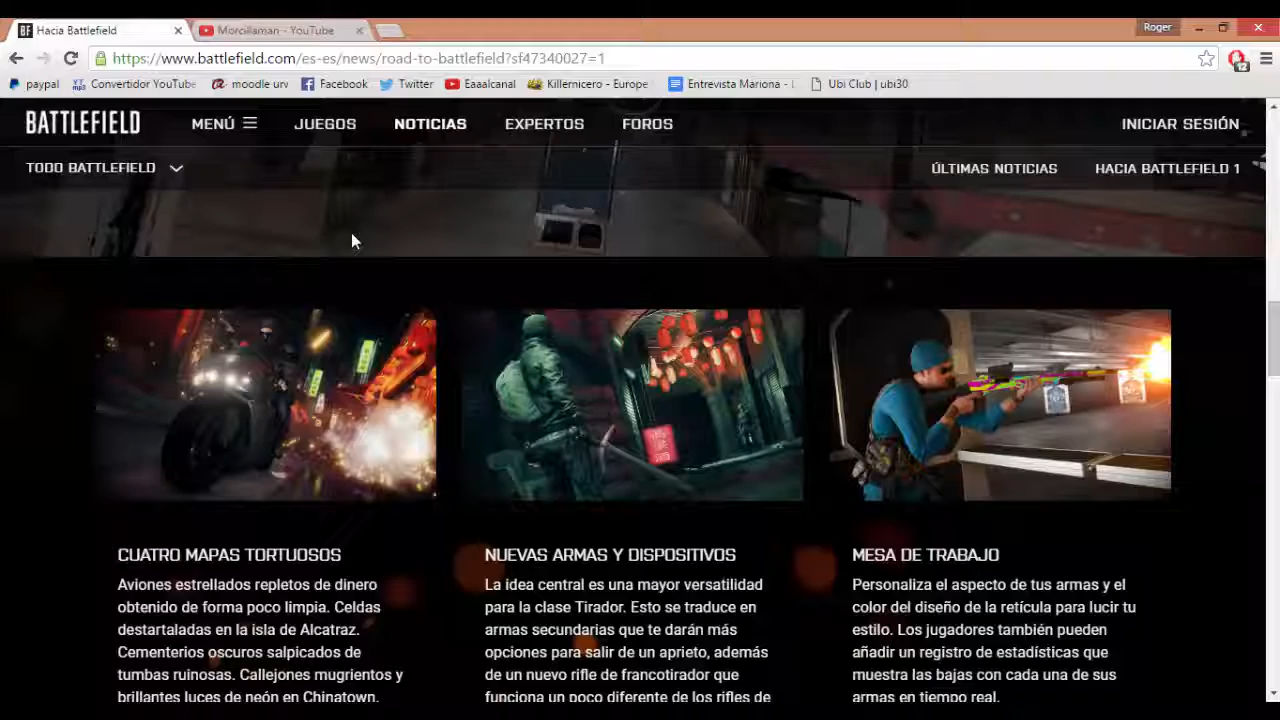 Hacia Battlefield
Morcillaman - YouTube
Roger
https://www.battlefield.com/es-es/news/road-to-battlefield?sf47340027=1
paypal Convertidor YouTube moodle urv Facebook Twitter Eaaalcanal Killernicero - Europe Entrevista Mariona - Ubi Club | ubi30
BATTLEFIELD MENÚ JUEGOS NOTICIAS EXPERTOS FOROS INICIAR SESIÓN
TODO BATTLEFIELD ÚLTIMAS NOTICIAS HACIA BATTLEFIELD 1
CUATRO MAPAS TORTUOSOS
Aviones estrellados repletos de dinero
obtenido de forma poco limpia. Celdas
destartaladas en la isla de Alcatraz.
Cementerios oscuros salpicados de
tumbas ruinosas. Callejones mugrientos y
brillantes luces de neón en Chinatown.
NUEVAS ARMAS Y DISPOSITIVOS
La idea central es una mayor versatilidad
para la clase Tirador. Esto se traduce en
armas secundarias que te darán más
opciones para salir de un aprieto, además
de un nuevo rifle de francotirador que
funciona un poco diferente de los rifles de
MESA DE TRABAJO
Personaliza el aspecto de tus armas y el
color del diseño de la retícula para lucir tu
estilo. Los jugadores también pueden
añadir un registro de estadísticas que
muestra las bajas con cada una de sus
armas en tiempo real.